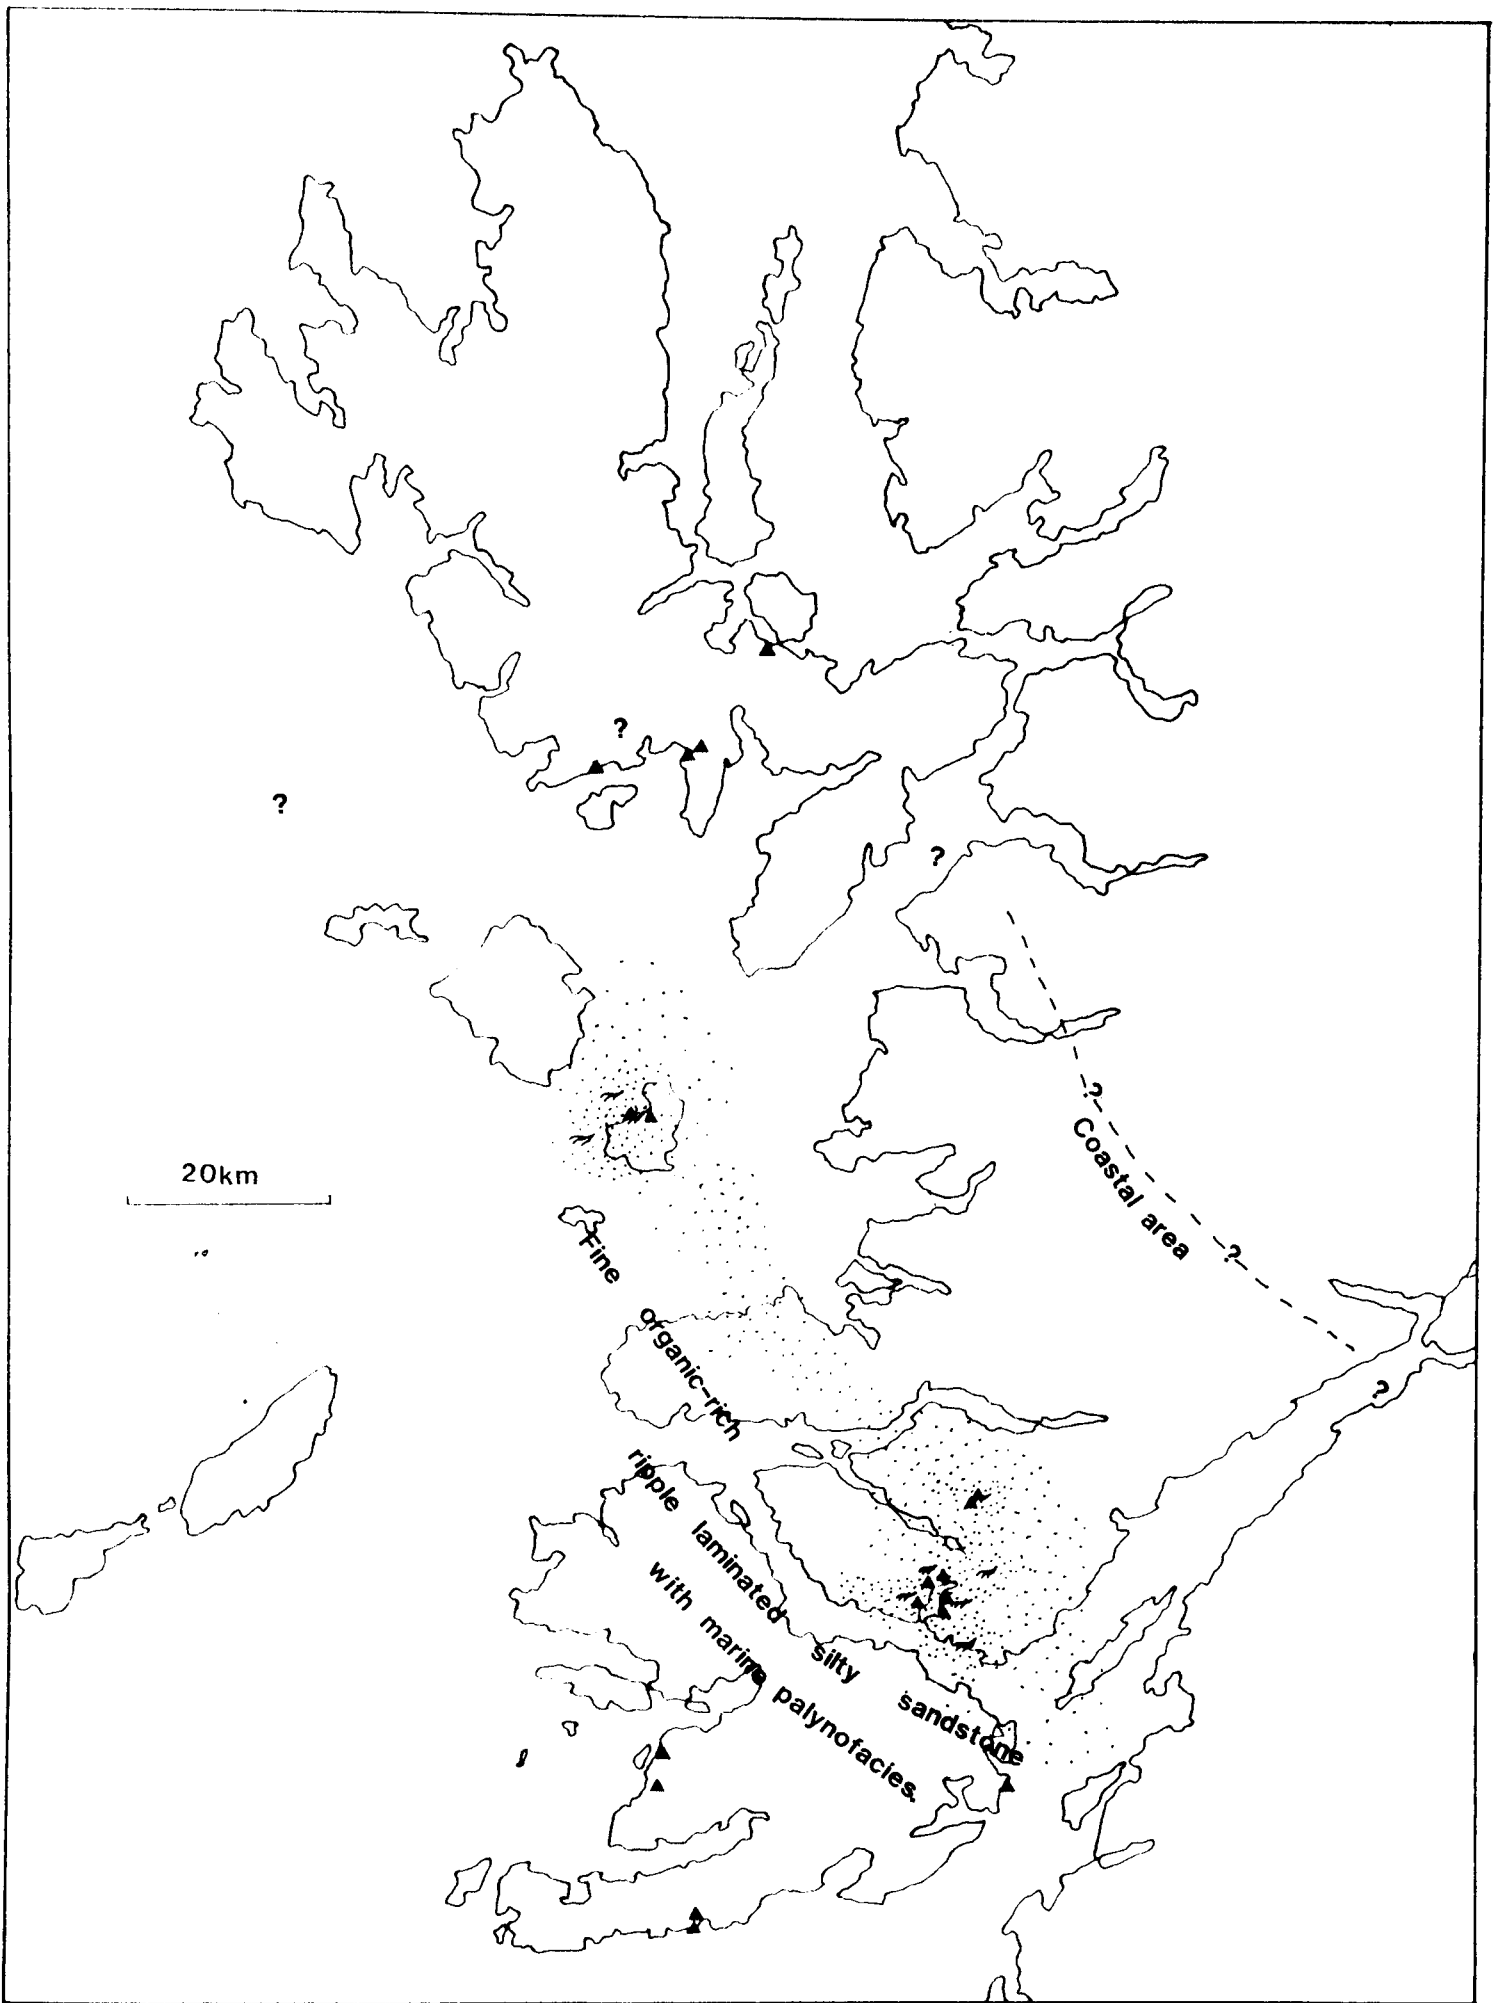 ?
?
?
?
Coastal area
20km
?
Fine organic-rich
ripple laminated silty sandstone
with marine palynofacies.
?